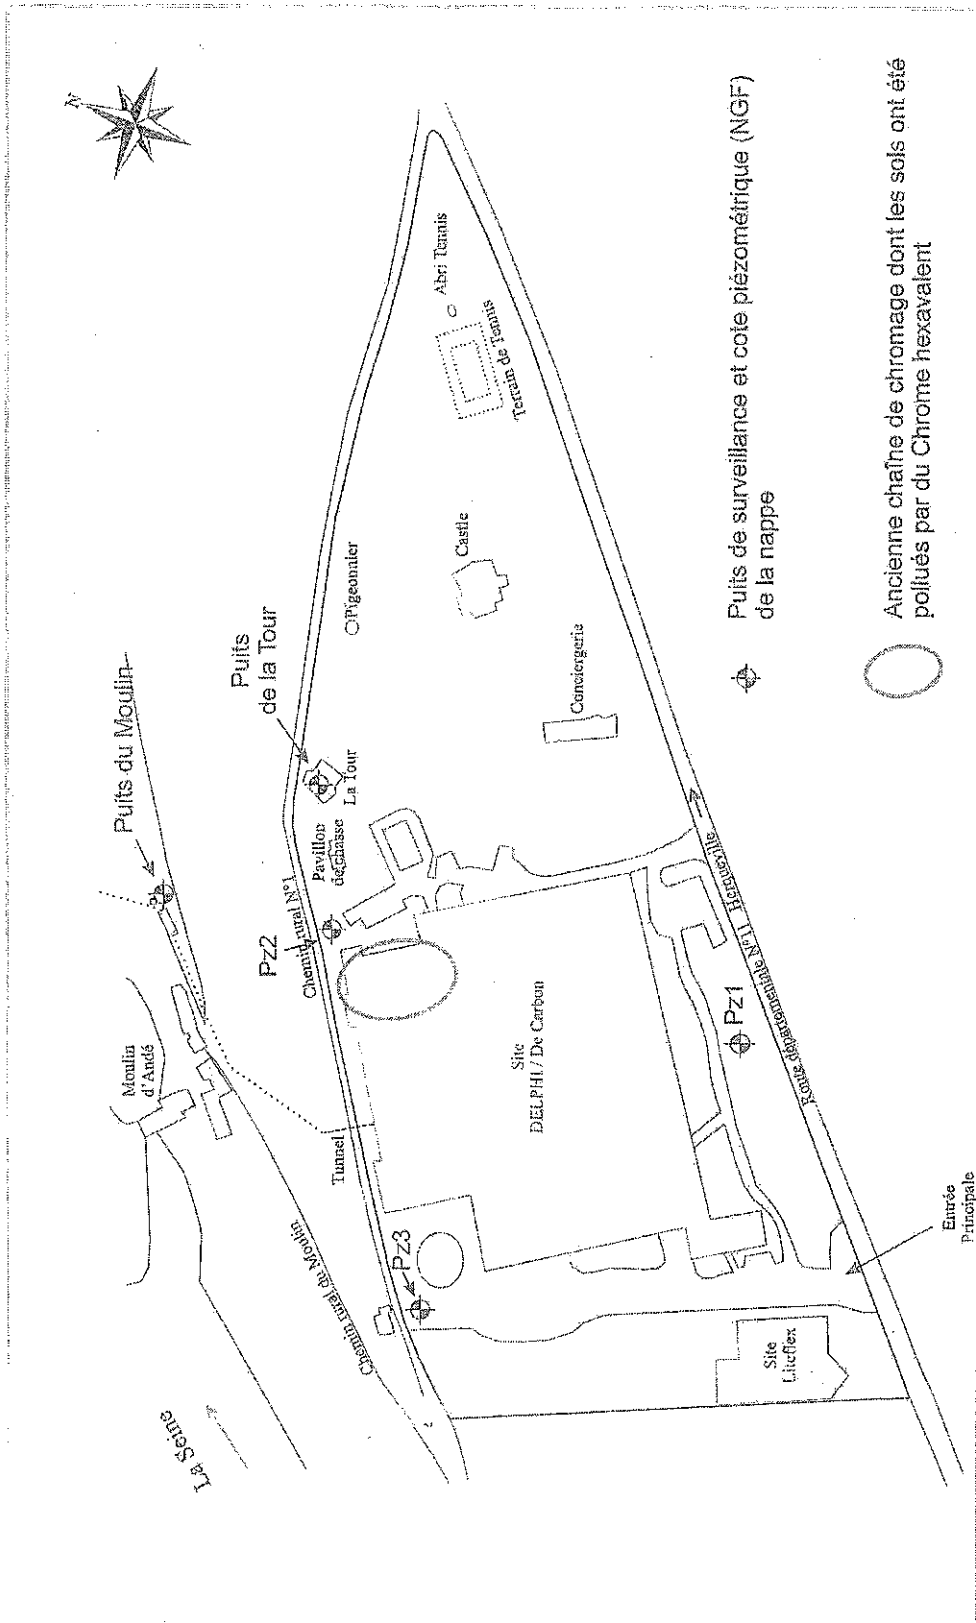 N
La Seine
Moulin
d'Andé
Puits du Moulin
Chemin rural du Moulin
Tunnel
Chemin rural N°1
Pz2
Pz3
Pavillon
de chasse
Puits
de la Tour
La Tour
Pigeonnier
Castle
Abri Tennis
Terrain de Tennis
Conciergerie
Site
DELPHI / De Carbon
Pz1
Route départementale N°11 Herqueville
Site
Liteflex
Entrée
Principale
Puits de surveillance et cote piézométrique (NGF)
de la nappe
Ancienne chaîne de chromage dont les sols ont été
pollués par du Chrome hexavalent